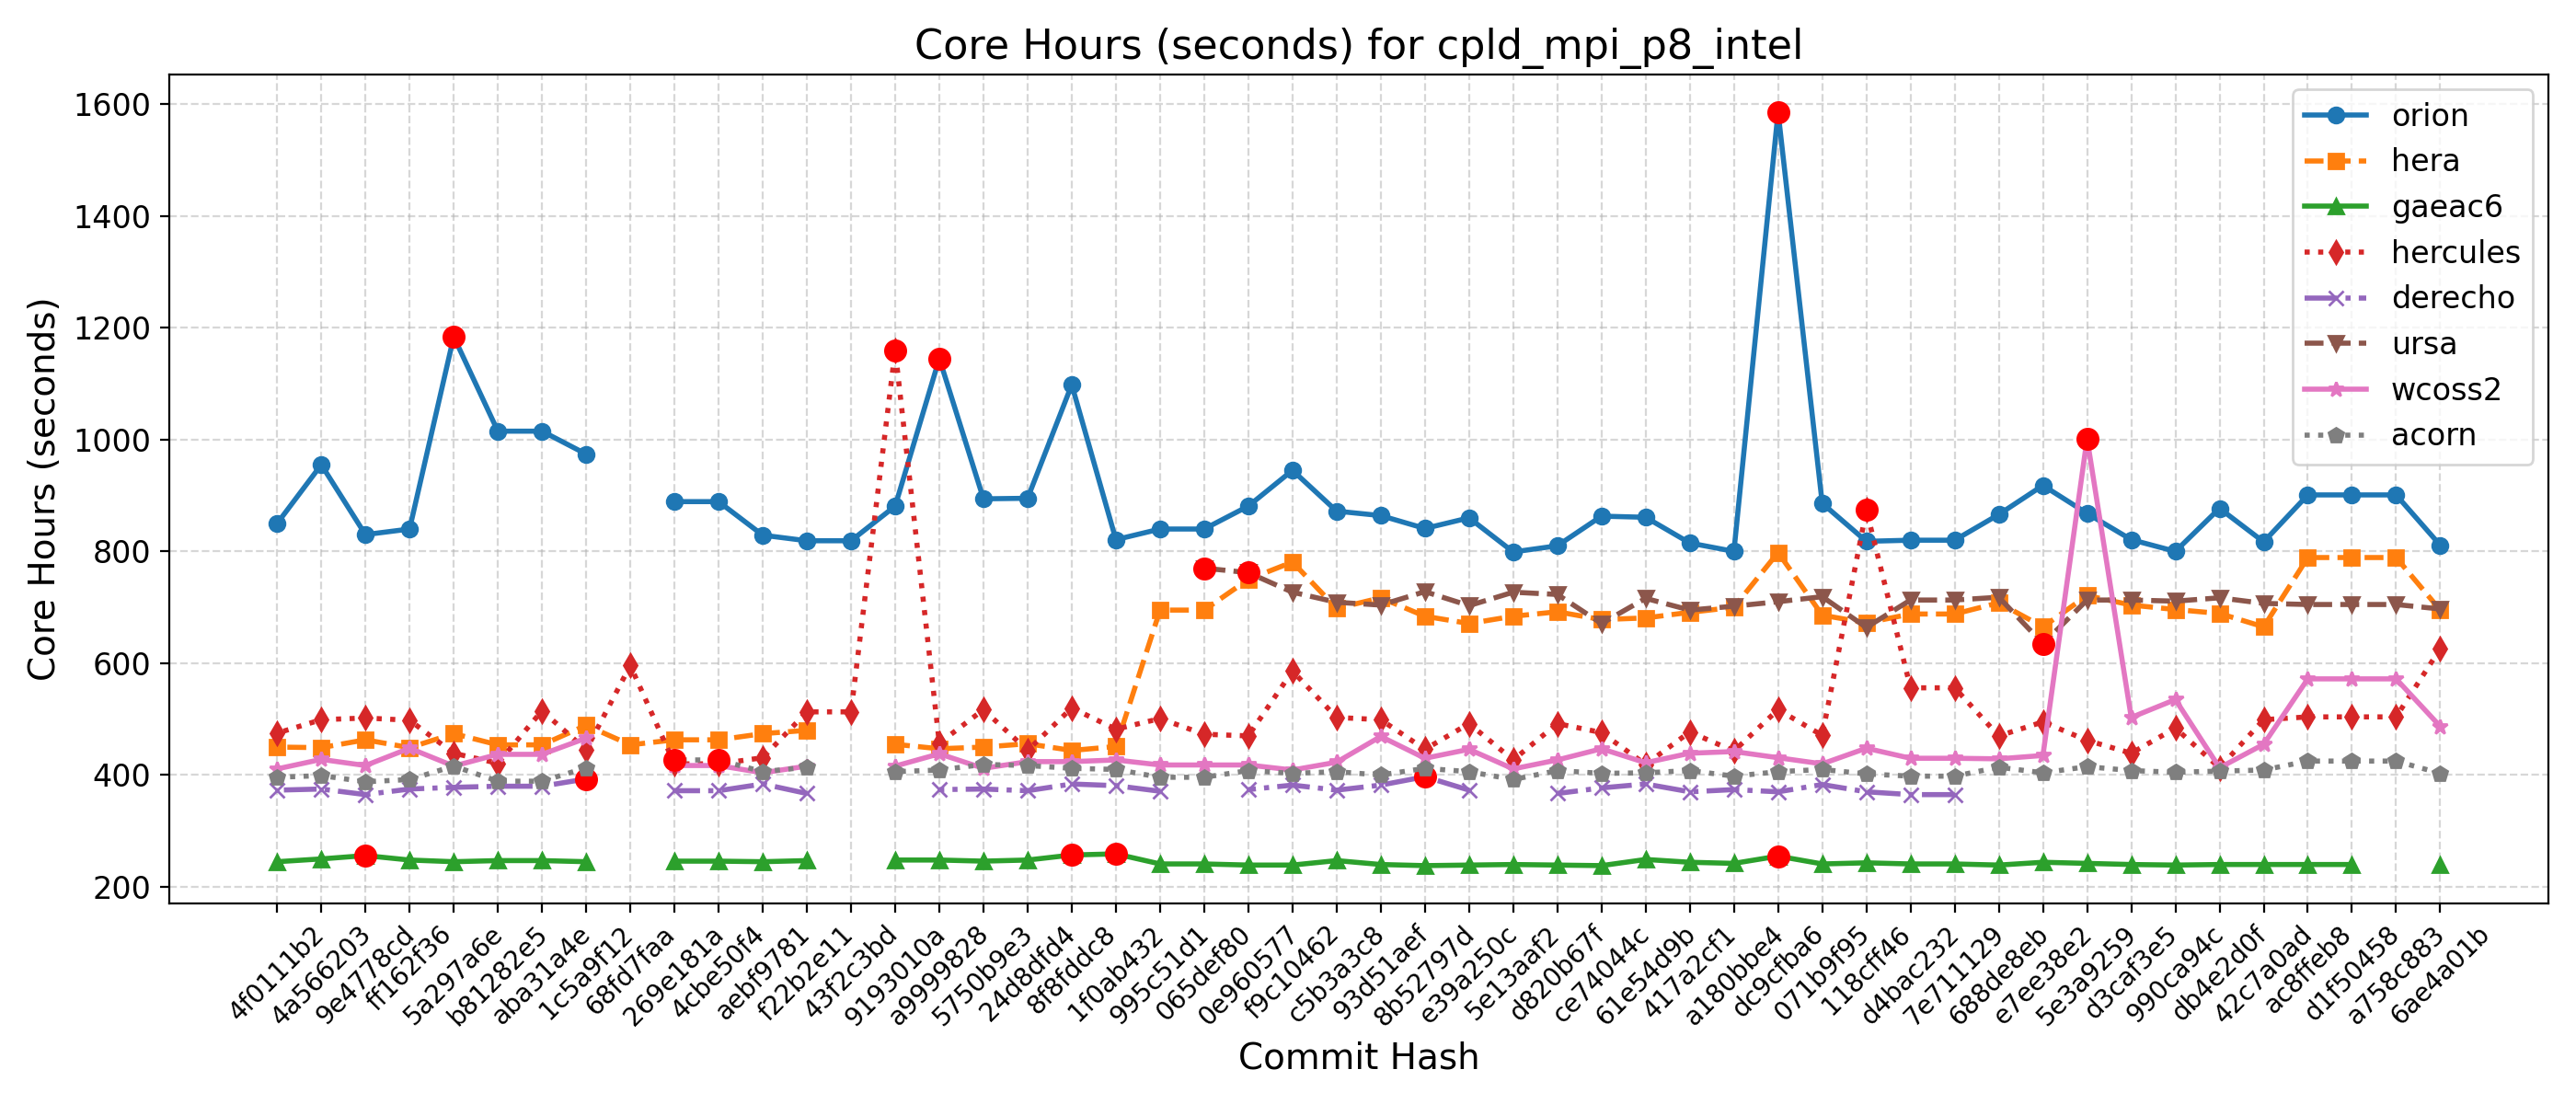 Core Hours (seconds) for cpld_mpi_p8_intel
Core Hours (seconds)
1600
1400
1200
1000
800
600
400
200
orion
hera
gaeac6
hercules
derecho
ursa
wcoss2
acorn
4f0111b2
4a566203
9e4778cd
ff162f36
5a297a6e
b81282e5
aba31a4e
1c5a9f12
68fd7faa
269e181a
4cbe50f4
aebf9781
f22b2e11
43f2c3bd
9193010a
a9999828
5750b9e3
24d8dfd4
8f8fddc8
1f0ab432
995c51d1
065def80
0e960577
f9c10462
c5b3a3c8
93d51aef
8b52797d
e39a250c
5e13aaf2
d820b67f
ce74044c
61e54d9b
417a2cf1
a180bbe4
dc9cfba6
071b9f95
118cff46
d4bac232
7e711129
688de8eb
e7ee38e2
5e3a9259
d3caf3e5
990ca94c
db4e2d0f
42c7a0ad
ac8ffeb8
d1f50458
a758c883
6ae4a01b
Commit Hash